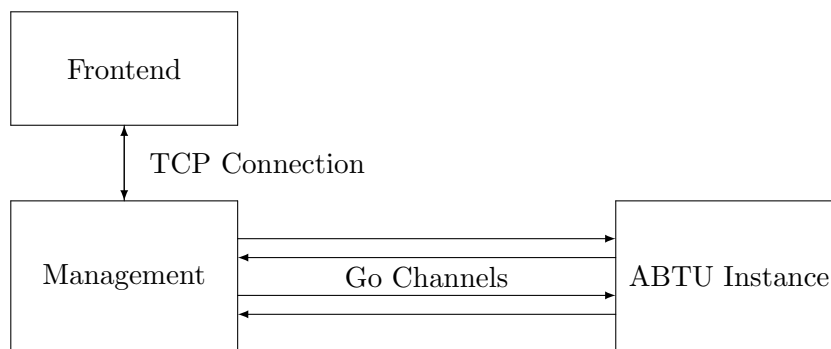 Frontend
TCP Connection
Management
Go Channels
ABTU Instance